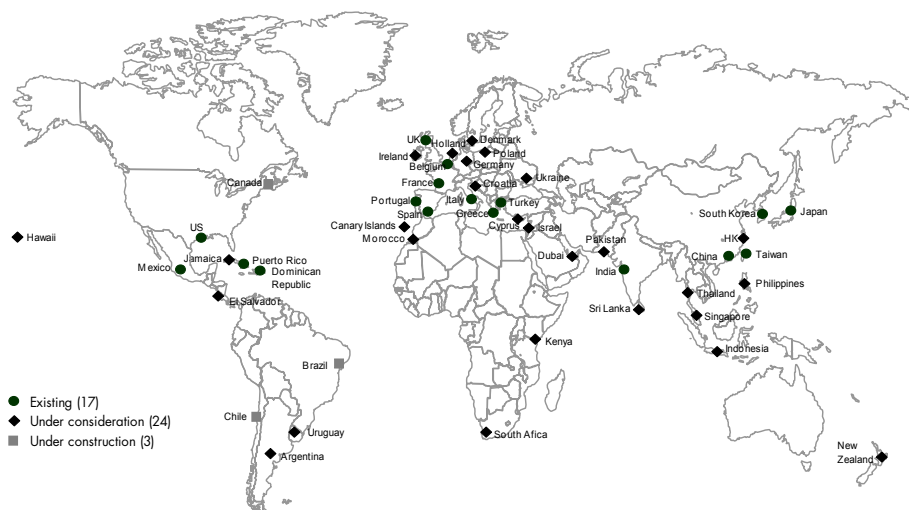 UK
Holland
Denmark
Ireland
Poland
Belgium
Germany
Canada
France
Croatia
Ukraine
Portugal
Italy
Turkey
Spain
Greece
South Korea
Japan
US
Canary Islands
Cyprus
Israel
Hawaii
Morocco
HK
Jamaica
Puerto Rico
Dubai
Pakistan
China
Taiwan
Mexico
Dominican
Republic
India
Philippines
El Salvador
Thailand
Sri Lanka
Singapore
Kenya
Indonesia
Brazil
Existing (17)
Under consideration (24)
Chile
Under construction (3)
Uruguay
South Afica
Argentina
New
Zealand